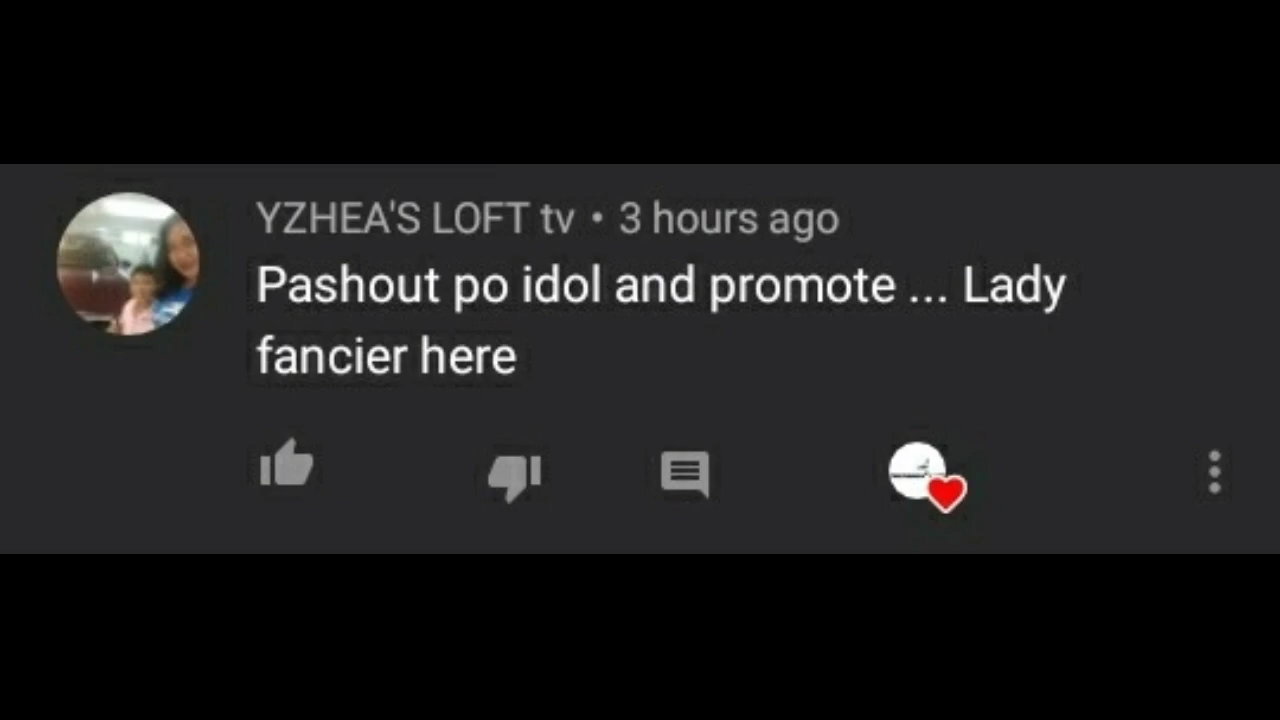 YZHEA'S LOFT tv • 3 hours ago
Pashout po idol and promote ... Lady
fancier here